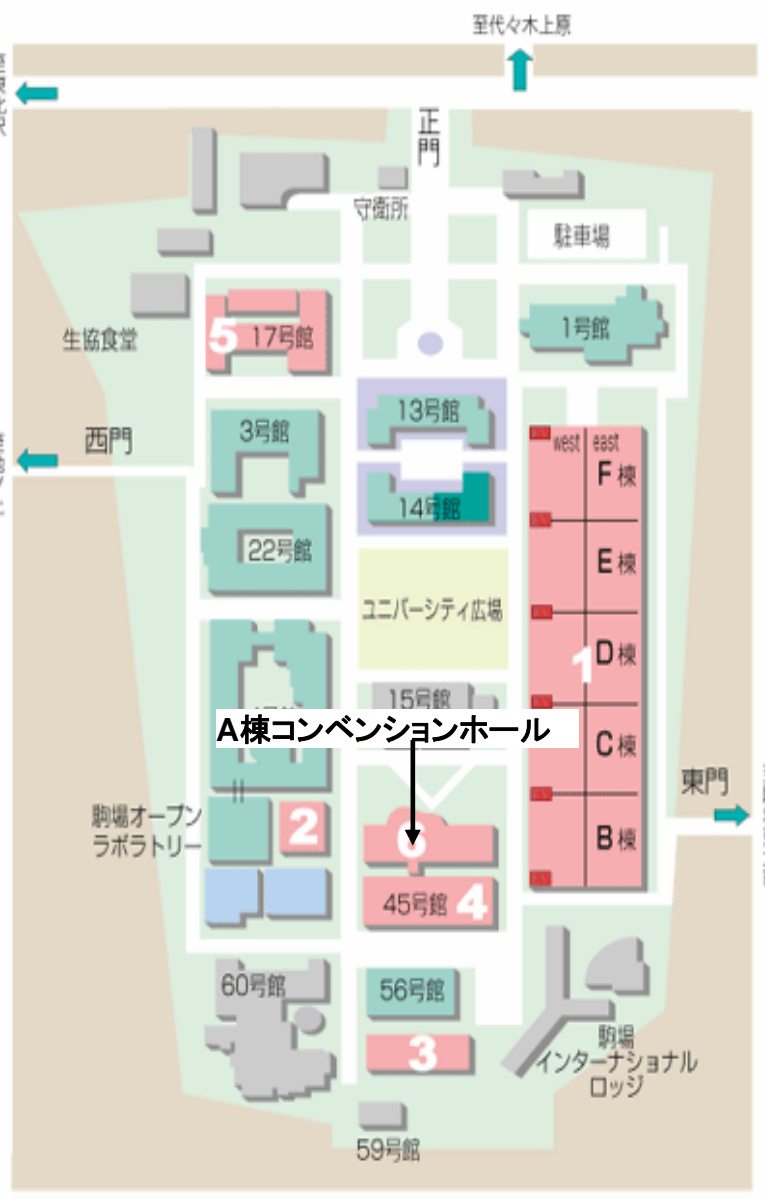 至代々木上原
正
門
守衛所
駐車場
生協食堂
5
17号館
1号館
13号館
西門
3号館
west
east
F棟
14号館
22号館
E棟
ユニバーシティ広場
1
D棟
15号館
A棟コンベンションホール
C棟
東門
駒場オープン
ラボラトリー
2
6
B棟
45号館
4
60号館
56号館
3
駒場
インターナショナル
ロッジ
59号館